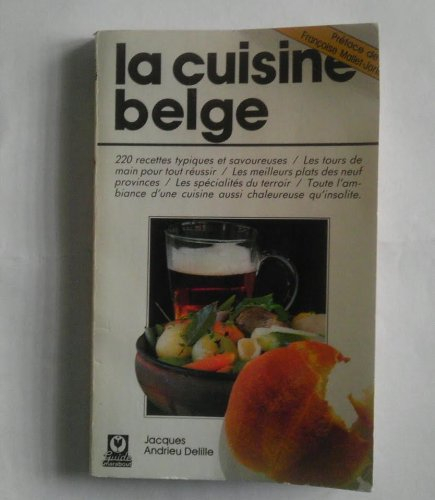 Préface de
Françoise Mallet-Joris
la cuisine
belge
220 recettes typiques et savoureuses / Les tours de
main pour tout réussir / Les meilleurs plats des neuf
provinces / Les spécialités du terroir / Toute l'am-
biance d'une cuisine aussi chaleureuse qu'insolite.
Jacques
Andrieu Delille
Guide
marabout